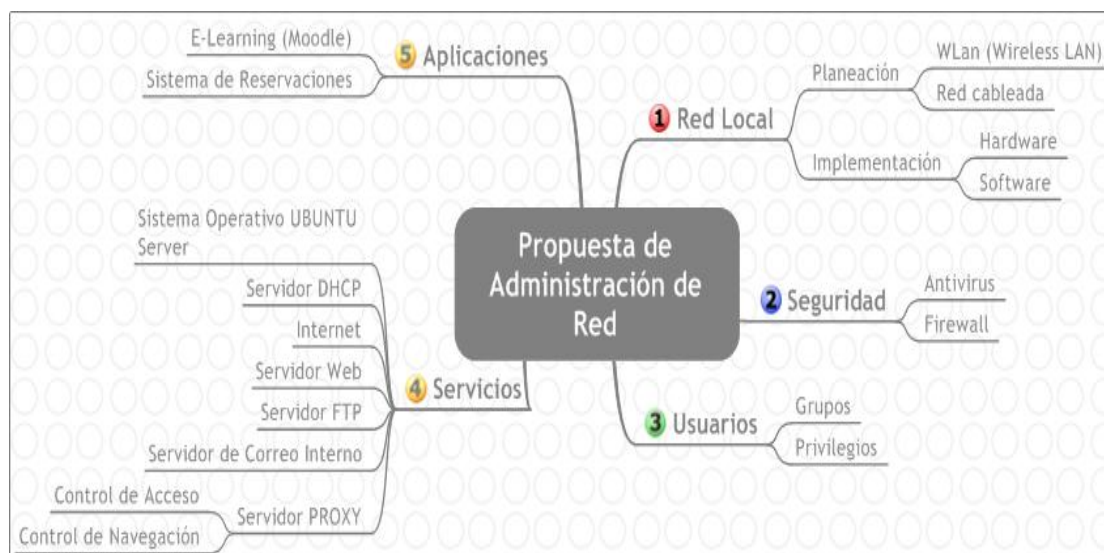 Propuesta de
Administración de
Red
1 Red Local
Planeación
WLan (Wireless LAN)
Red cableada
Implementación
Hardware
Software
2 Seguridad
Antivirus
Firewall
3 Usuarios
Grupos
Privilegios
4 Servicios
Sistema Operativo UBUNTU
Server
Servidor DHCP
Internet
Servidor Web
Servidor FTP
Servidor de Correo Interno
Servidor PROXY
Control de Acceso
Control de Navegación
5 Aplicaciones
E-Learning (Moodle)
Sistema de Reservaciones